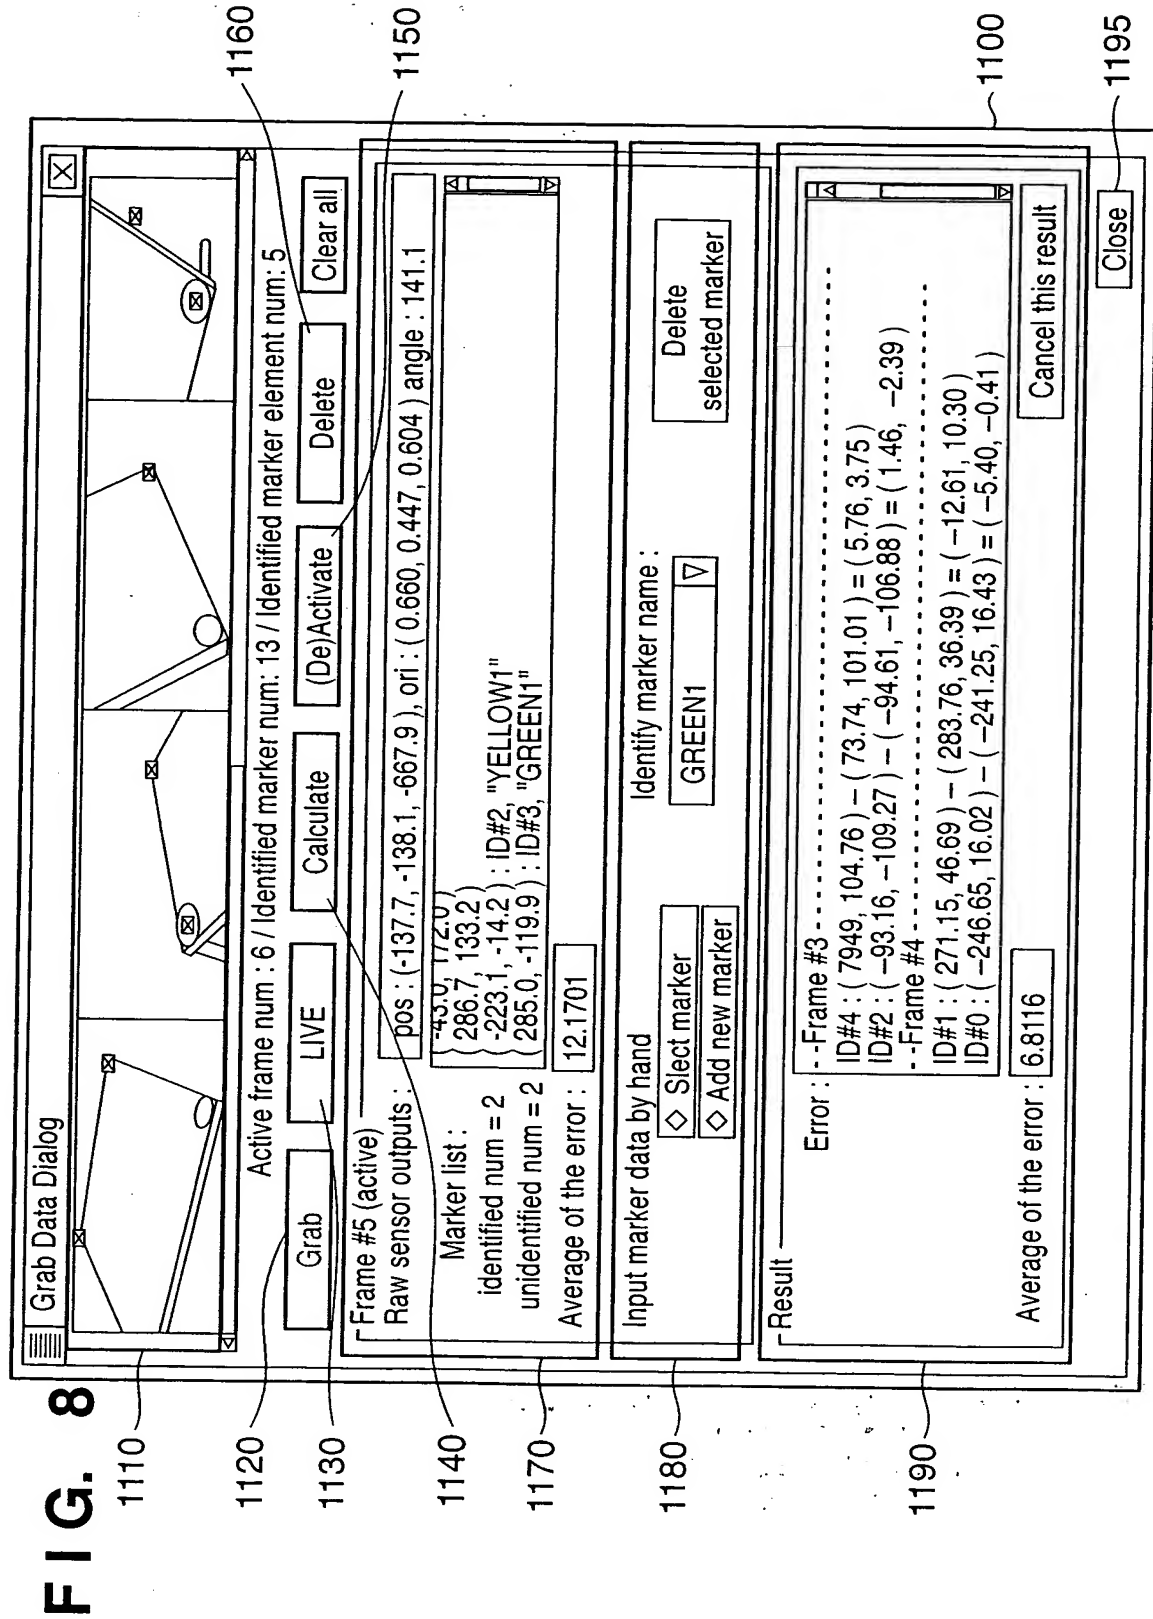 FIG. 8
Grab Data Dialog
1110
Active frame num : 6 / Identified marker num: 13 / Identified marker element num: 5
1120
1130
1140
1150
1160
Grab
LIVE
Calculate
(De)Activate
Delete
Clear all
Frame #5 (active)
Raw sensor outputs :
pos : (-137.7, -138.1, -667.9 ), ori : ( 0.660, 0.447, 0.604 ) angle : 141.1
Marker list :
identified num = 2
unidentified num = 2
( -43.0, 172.0 )
( 286.7, 133.2 )
( -223.1, -14.2 ) : ID#2, "YELLOW1"
( 285.0, -119.9 ) : ID#3, "GREEN1"
Average of the error : 12.1701
1170
Input marker data by hand
◇ Slect marker
◇ Add new marker
Identify marker name :
GREEN1
Delete
selected marker
1180
Result
Error :
--Frame #3 --------------------
ID#4 : ( 7949, 104.76 ) – ( 73.74, 101.01 ) = ( 5.76, 3.75 )
ID#2 : ( –93.16, –109.27 ) – ( –94.61, –106.88 ) = ( 1.46, –2.39 )
--Frame #4 --------------------
ID#1 : ( 271.15, 46.69 ) – ( 283.76, 36.39 ) = ( –12.61, 10.30 )
ID#0 : ( –246.65, 16.02 ) – ( –241.25, 16.43 ) = ( –5.40, –0.41 )
Average of the error : 6.8116
Cancel this result
1190
Close
1100
1195